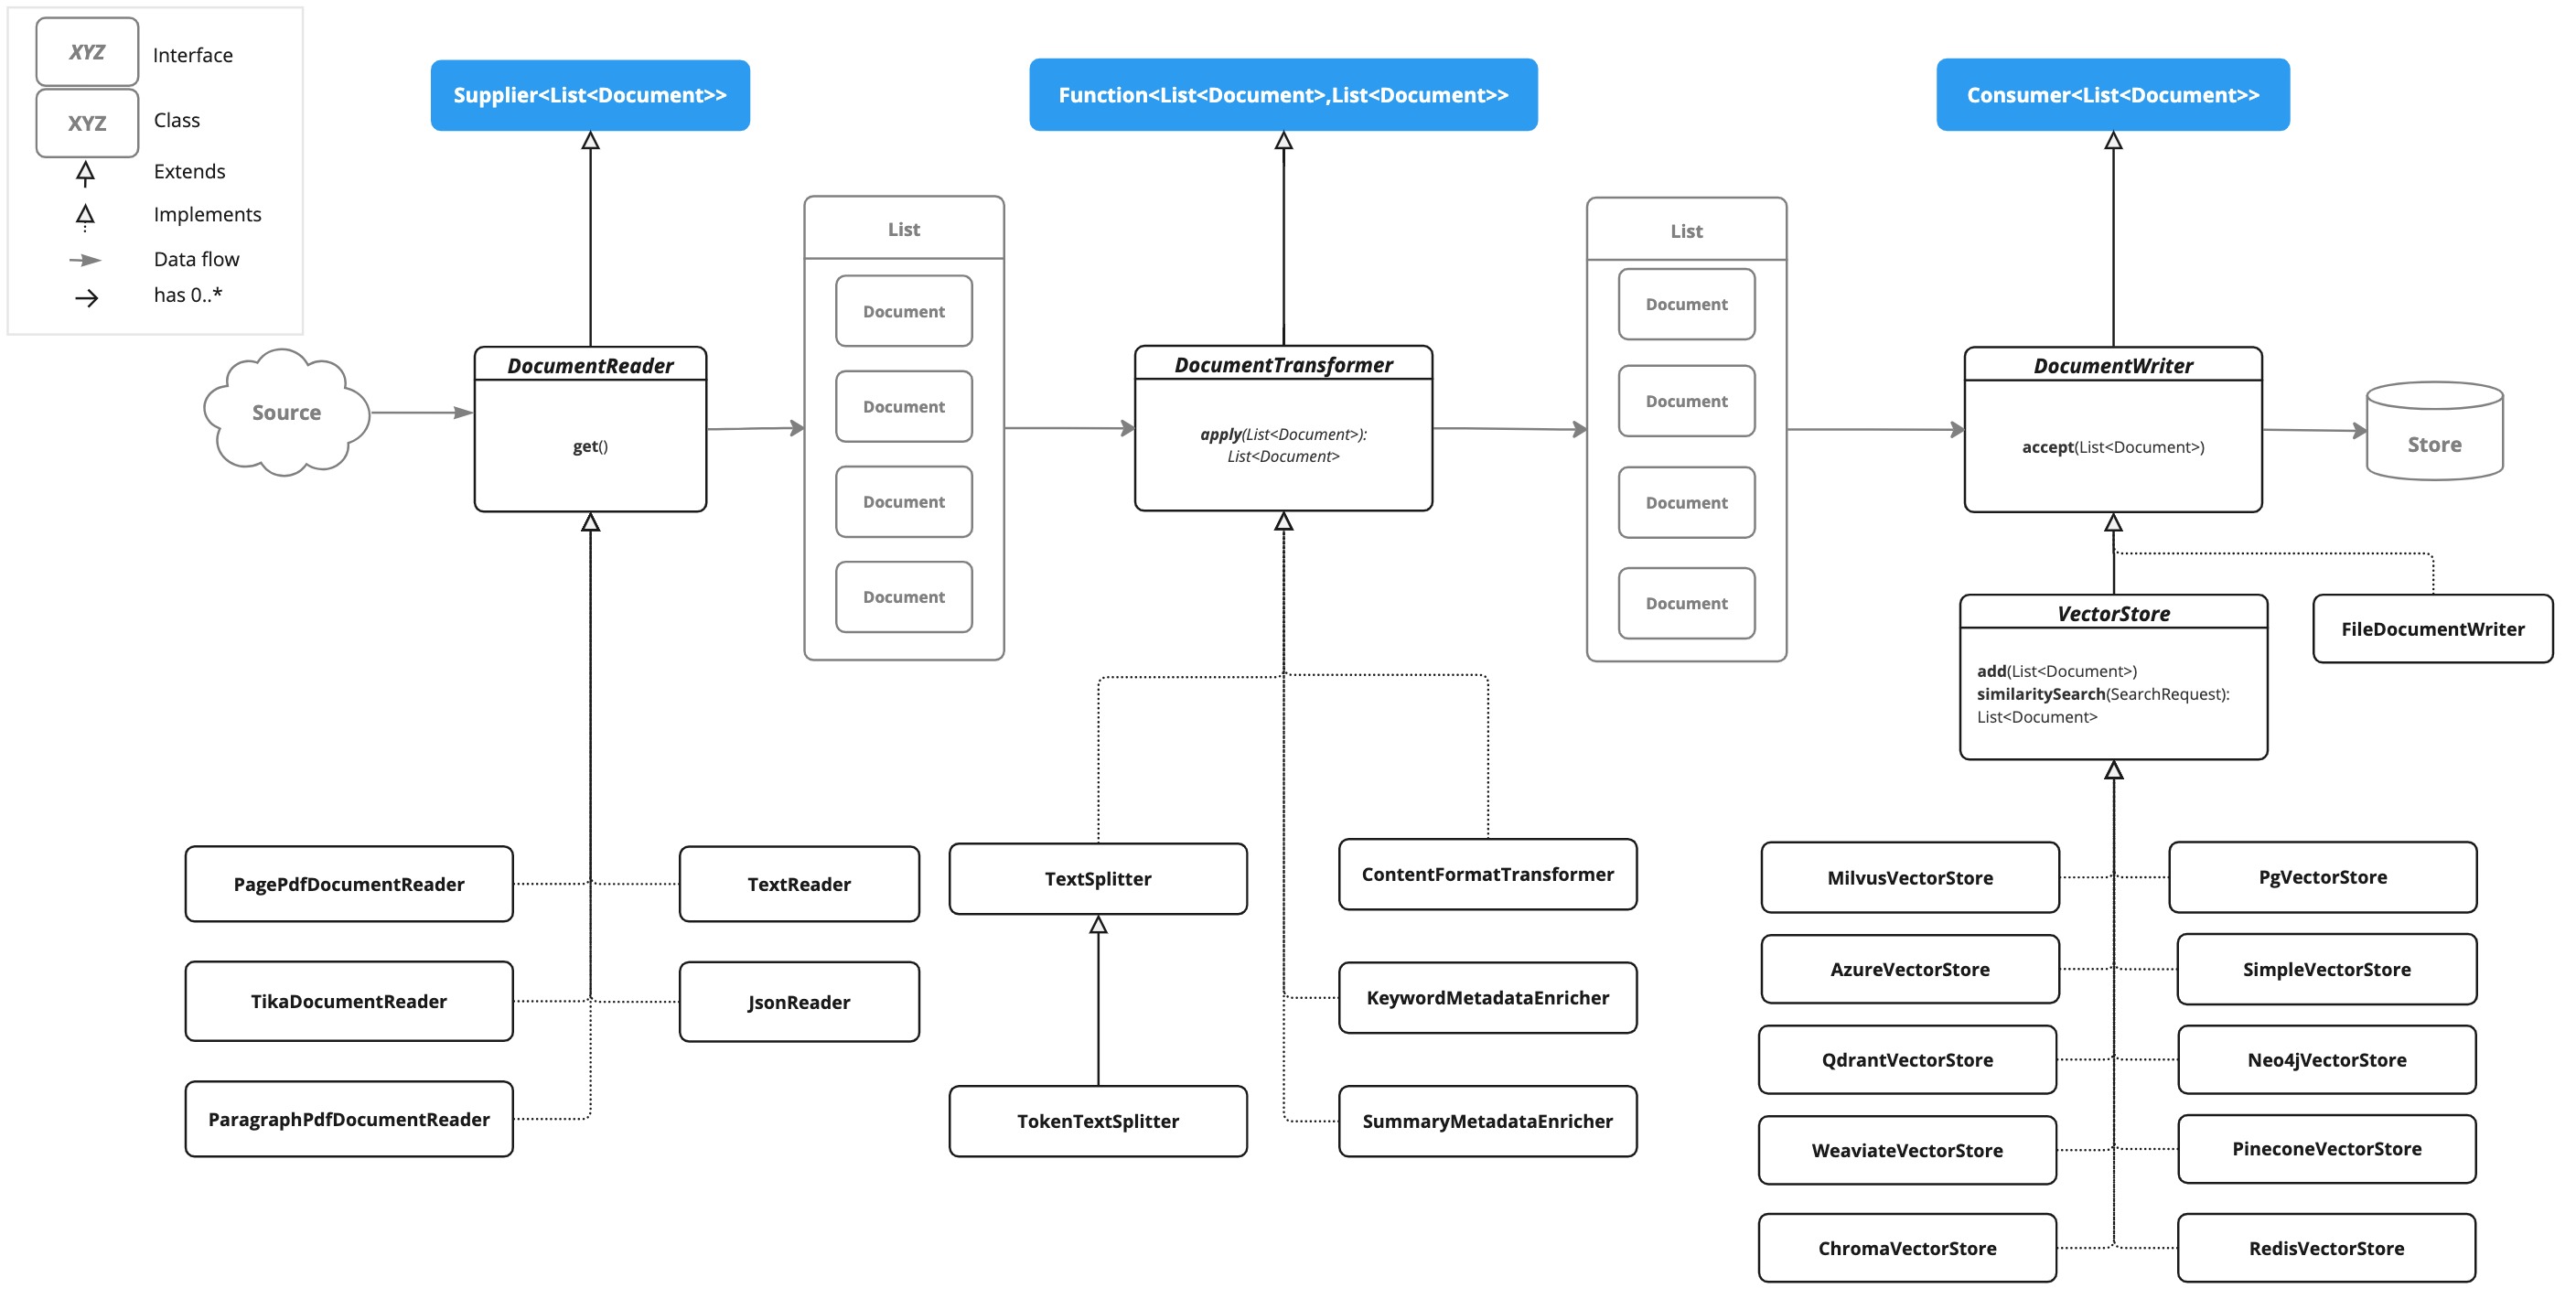 XYZ
Interface
XYZ
Class
Extends
Implements
Data flow
has 0..*
Supplier<List<Document>>
Function<List<Document>,List<Document>>
Consumer<List<Document>>
Source
DocumentReader
get()
List
Document
Document
Document
Document
DocumentTransformer
apply(List<Document>):
List<Document>
List
Document
Document
Document
Document
DocumentWriter
accept(List<Document>)
Store
VectorStore
add(List<Document>)
similaritySearch(SearchRequest):
List<Document>
FileDocumentWriter
PagePdfDocumentReader
TextReader
TikaDocumentReader
JsonReader
ParagraphPdfDocumentReader
TextSplitter
ContentFormatTransformer
KeywordMetadataEnricher
TokenTextSplitter
SummaryMetadataEnricher
MilvusVectorStore
PgVectorStore
AzureVectorStore
SimpleVectorStore
QdrantVectorStore
Neo4jVectorStore
WeaviateVectorStore
PineconeVectorStore
ChromaVectorStore
RedisVectorStore